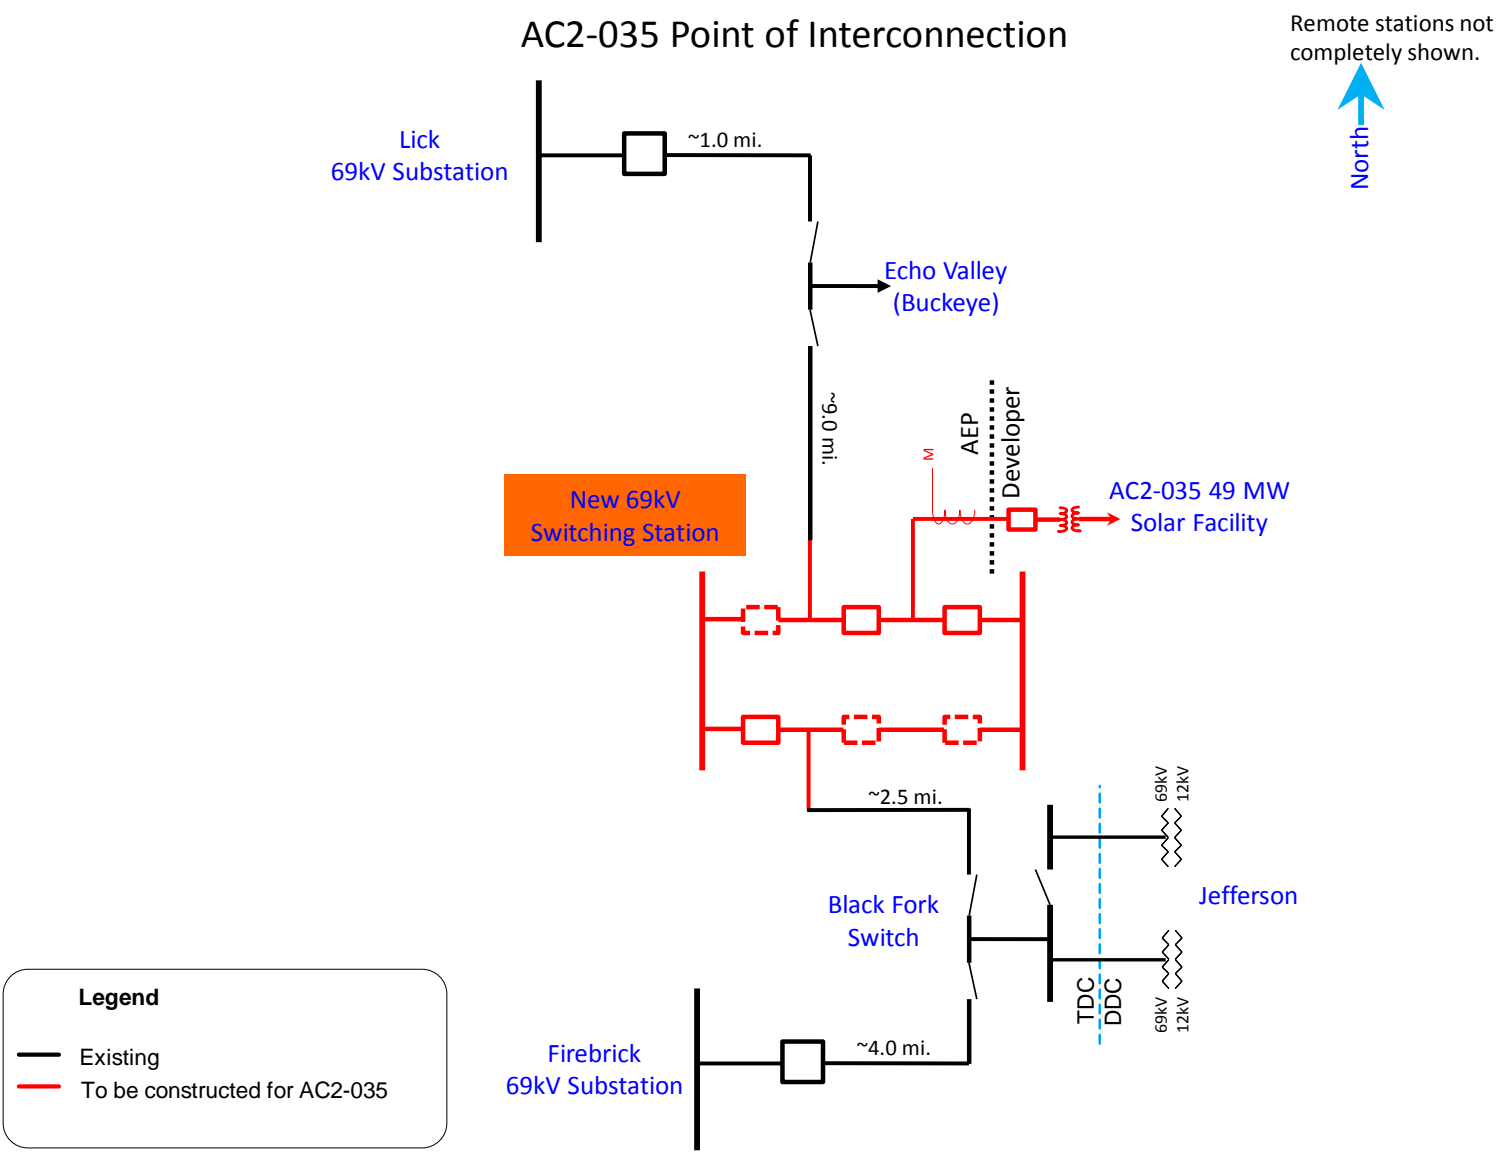 AC2-035 Point of Interconnection
Remote stations not
completely shown.
North
Lick
69kV Substation
~1.0 mi.
Echo Valley
(Buckeye)
~9.0 mi.
AEP
Developer
M
New 69kV
Switching Station
AC2-035 49 MW
Solar Facility
~2.5 mi.
69kV
12kV
Black Fork
Switch
Jefferson
TDC
DDC
69kV
12kV
Firebrick
69kV Substation
~4.0 mi.
Legend
Existing
To be constructed for AC2-035